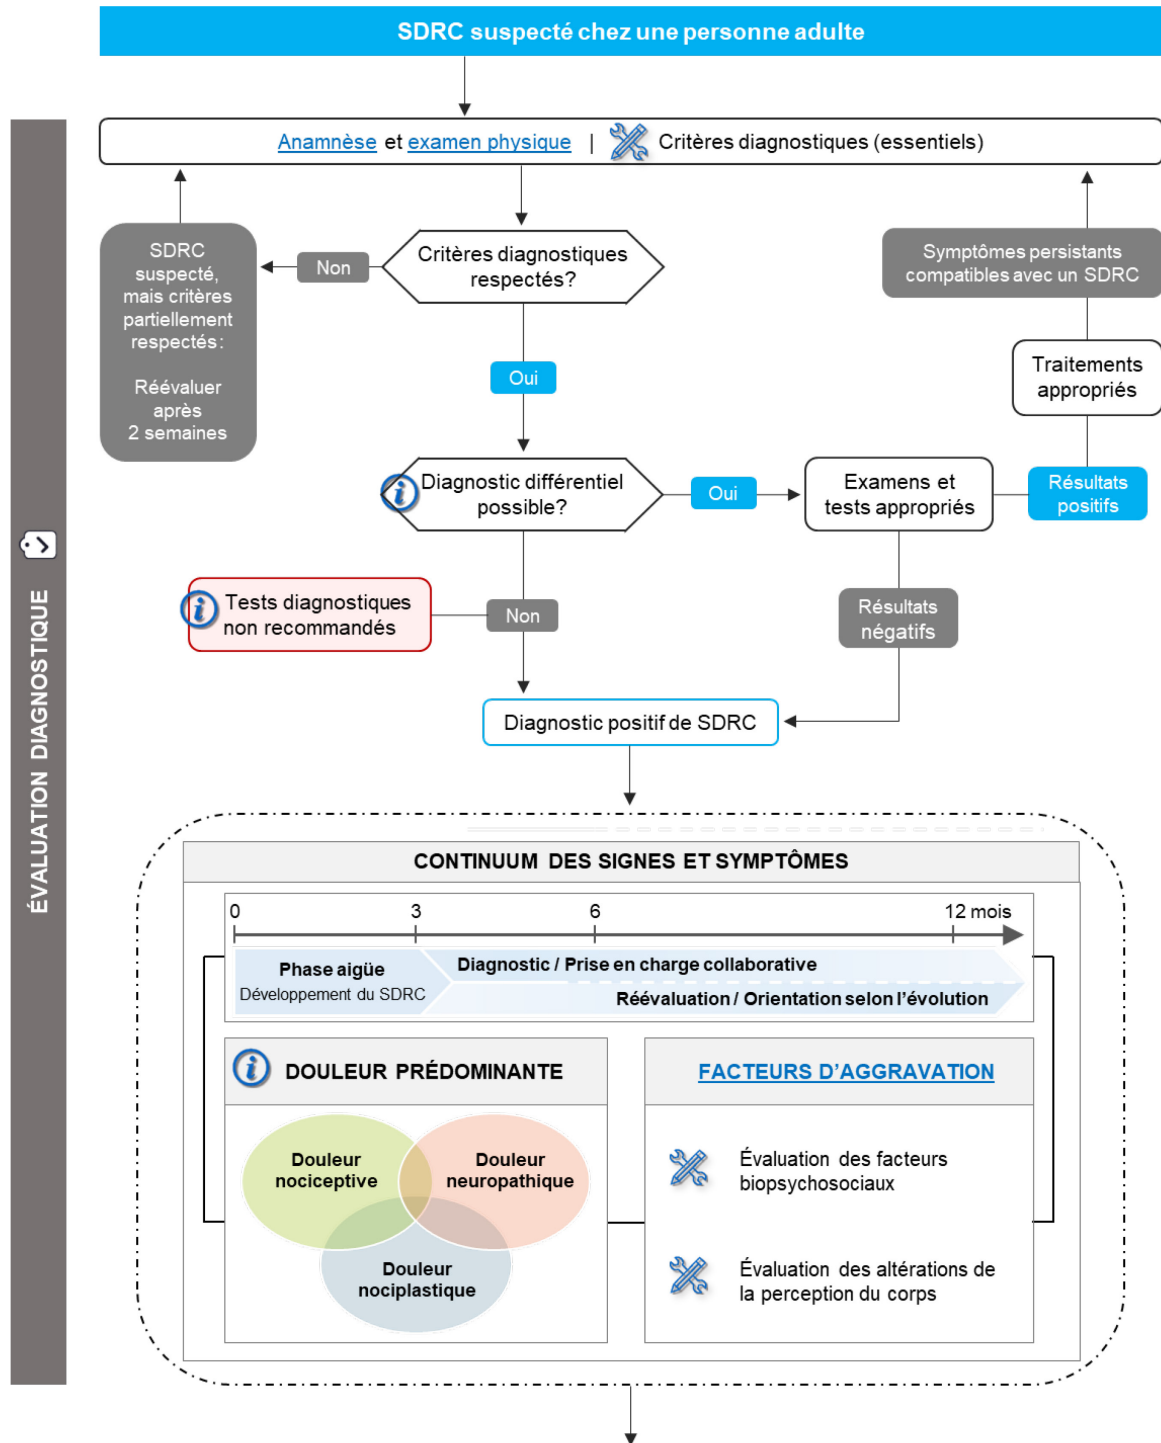 SDRC suspecté chez une personne adulte
Anamnèse et examen physique | Critères diagnostiques (essentiels)
Critères diagnostiques
respectés?
Non
SDRC
suspecté,
mais critères
partiellement
respectés :
Réévaluer
après
2 semaines
Symptômes persistants
compatibles avec un SDRC
Traitements
appropriés
Oui
Diagnostic différentiel
possible?
Oui
Examens et
tests appropriés
Résultats
positifs
Tests diagnostiques
non recommandés
Non
Résultats
négatifs
Diagnostic positif de SDRC
ÉVALUATION DIAGNOSTIQUE
CONTINUUM DES SIGNES ET SYMPTÔMES
0 3 6 12 mois
Phase aigüe
Développement du SDRC
Diagnostic / Prise en charge collaborative
Réévaluation / Orientation selon l'évolution
DOULEUR PRÉDOMINANTE
Douleur
nociceptive
Douleur
neuropathique
Douleur
nociplastique
FACTEURS D'AGGRAVATION
Évaluation des facteurs
biopsychosociaux
Évaluation des altérations de
la perception du corps